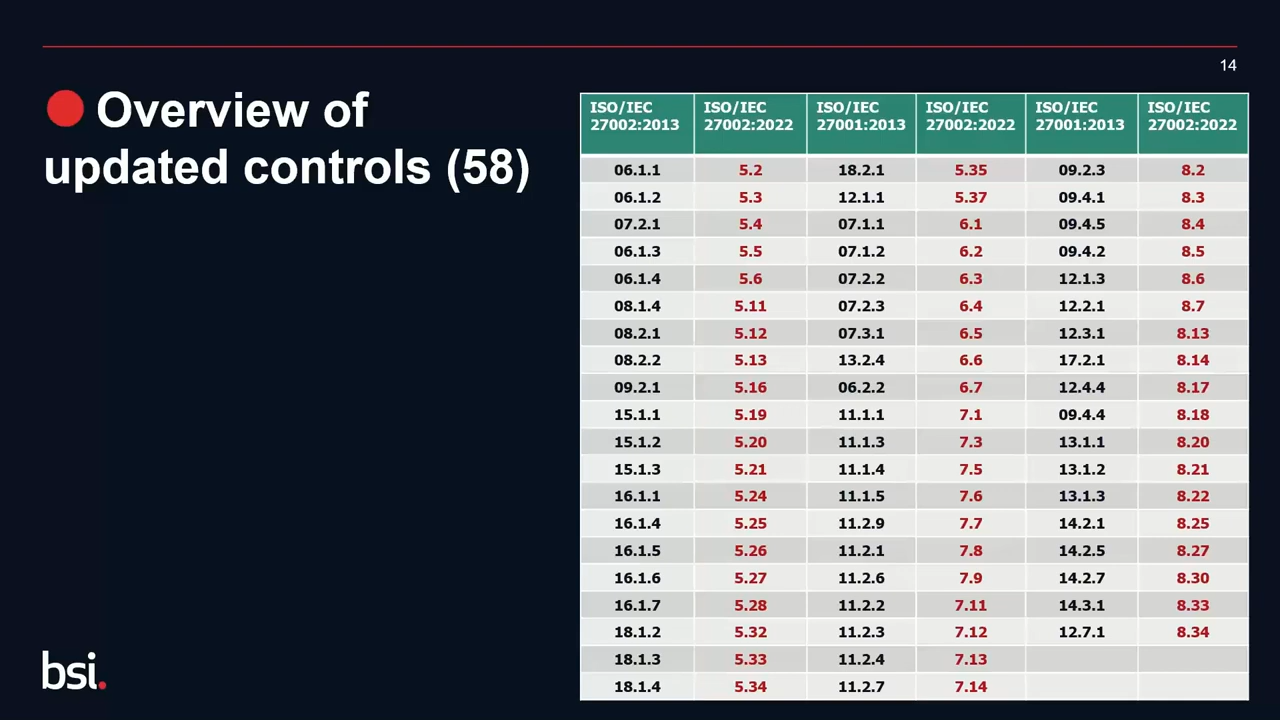 14
Overview of
updated controls (58)
ISO/IEC 27002:2013 ISO/IEC 27002:2022 ISO/IEC 27001:2013 ISO/IEC 27002:2022 ISO/IEC 27001:2013 ISO/IEC 27002:2022
06.1.1 5.2 18.2.1 5.35 09.2.3 8.2
06.1.2 5.3 12.1.1 5.37 09.4.1 8.3
07.2.1 5.4 07.1.1 6.1 09.4.5 8.4
06.1.3 5.5 07.1.2 6.2 09.4.2 8.5
06.1.4 5.6 07.2.2 6.3 12.1.3 8.6
08.1.4 5.11 07.2.3 6.4 12.2.1 8.7
08.2.1 5.12 07.3.1 6.5 12.3.1 8.13
08.2.2 5.13 13.2.4 6.6 17.2.1 8.14
09.2.1 5.16 06.2.2 6.7 12.4.4 8.17
15.1.1 5.19 11.1.1 7.1 09.4.4 8.18
15.1.2 5.20 11.1.3 7.3 13.1.1 8.20
15.1.3 5.21 11.1.4 7.5 13.1.2 8.21
16.1.1 5.24 11.1.5 7.6 13.1.3 8.22
16.1.4 5.25 11.2.9 7.7 14.2.1 8.25
16.1.5 5.26 11.2.1 7.8 14.2.5 8.27
16.1.6 5.27 11.2.6 7.9 14.2.7 8.30
16.1.7 5.28 11.2.2 7.11 14.3.1 8.33
18.1.2 5.32 11.2.3 7.12 12.7.1 8.34
18.1.3 5.33 11.2.4 7.13
18.1.4 5.34 11.2.7 7.14
bsi.